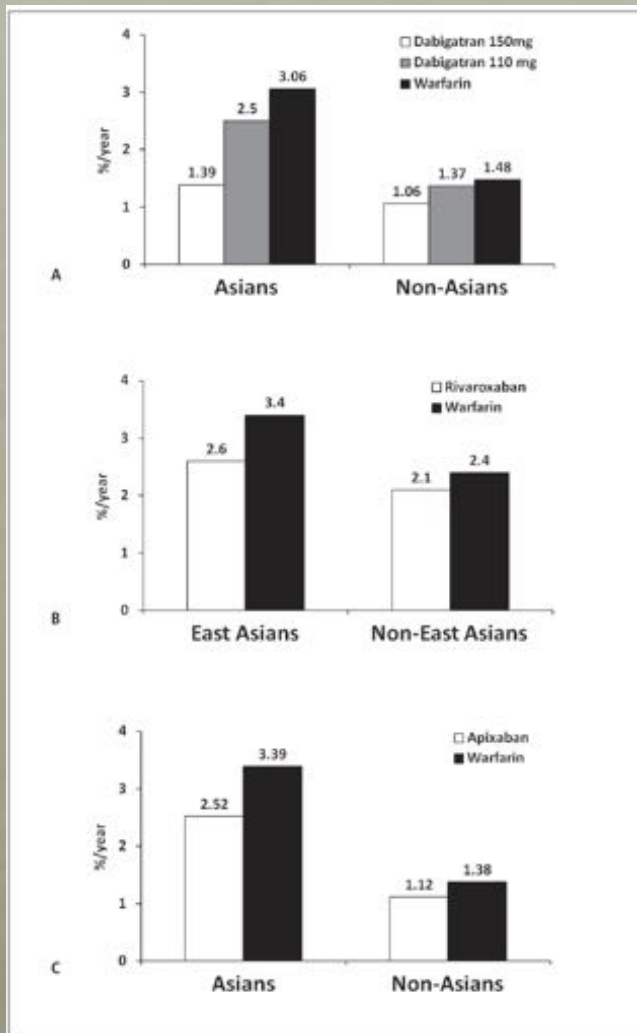 4
Dabigatran 150mg
Dabigatran 110 mg
3.06
Warfarin
3
2.5
%/year
2
1.39
1.48
1.37
1.06
1
0
A
Asians
Non-Asians
4
Rivaroxaban
3.4
Warfarin
3
2.6
2.4
%/year
2.1
2
1
0
B
East Asians
Non-East Asians
4
Apixaban
3.39
Warfarin
3
2.52
%/year
2
1.38
1.12
1
0
C
Asians
Non-Asians